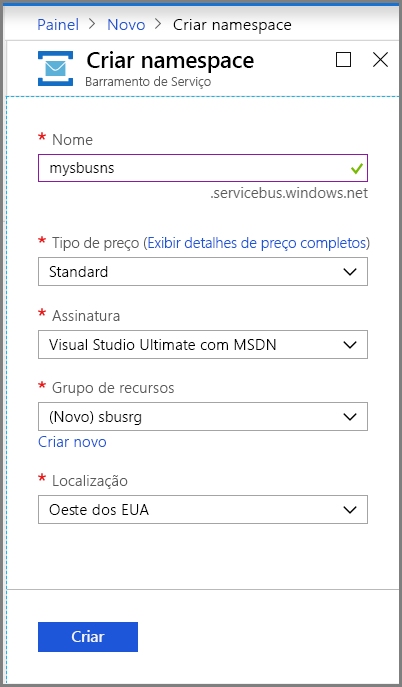 Painel > Novo > Criar namespace
Criar namespace
Barramento de Serviço
* Nome
mysbusns
.servicebus.windows.net
* Tipo de preço (Exibir detalhes de preço completos)
Standard
* Assinatura
Visual Studio Ultimate com MSDN
* Grupo de recursos
(Novo) sbusrg
Criar novo
* Localização
Oeste dos EUA
Criar